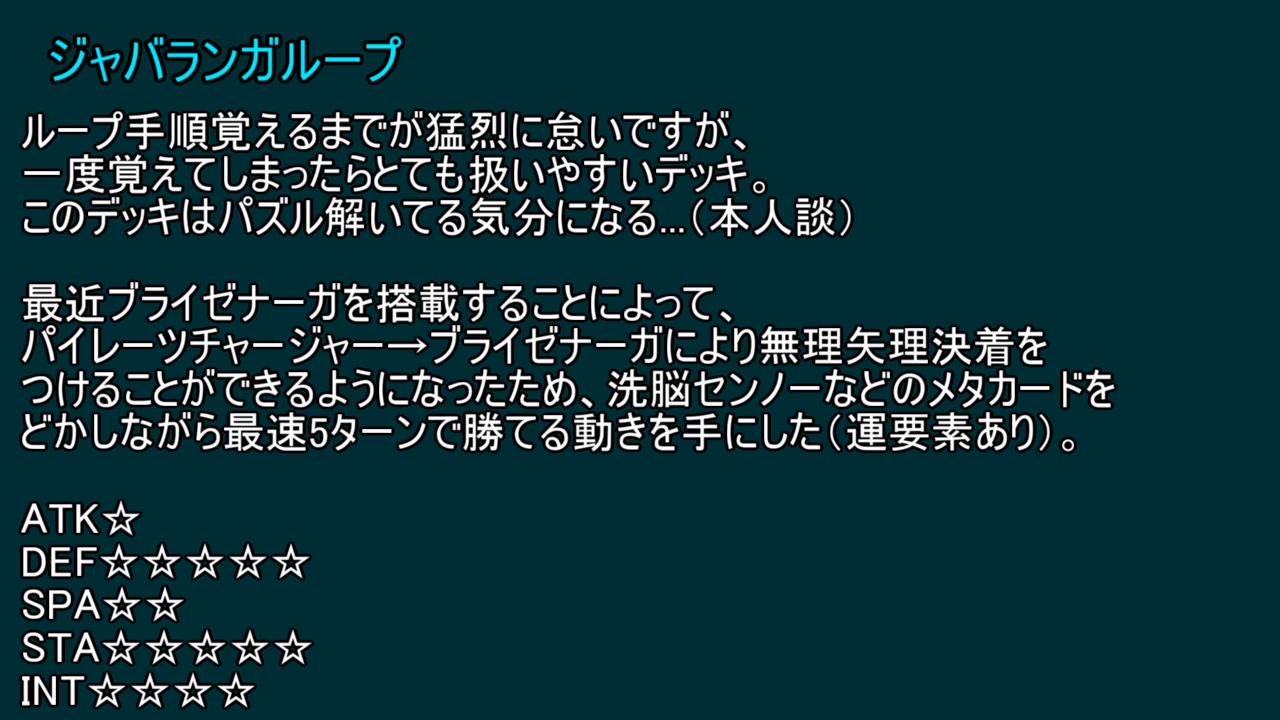 ジャバランガループ
ループ手順覚えるまでが猛烈に怠いですが、
一度覚えてしまったらとても扱いやすいデッキ。
このデッキはパズル解いてる気分になる...（本人談）
最近ブライゼナーガを搭載することによって、
パイレーツチャージャー→ブライゼナーガにより無理矢理決着を
つけることができるようになったため、洗脳センノーなどのメタカードを
どかしながら最速5ターンで勝てる動きを手にした（運要素あり）。
ATK☆
DEF☆☆☆☆☆
SPA☆☆
STA☆☆☆☆☆
INT☆☆☆☆